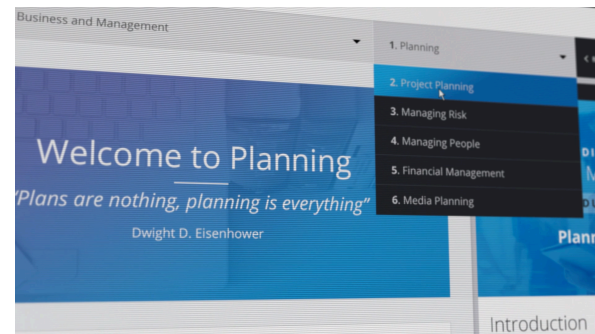 Business and Management
1. Planning
2. Project Planning
3. Managing Risk
4. Managing People
5. Financial Management
6. Media Planning
Welcome to Planning
"Plans are nothing, planning is everything"
Dwight D. Eisenhower
Introduction